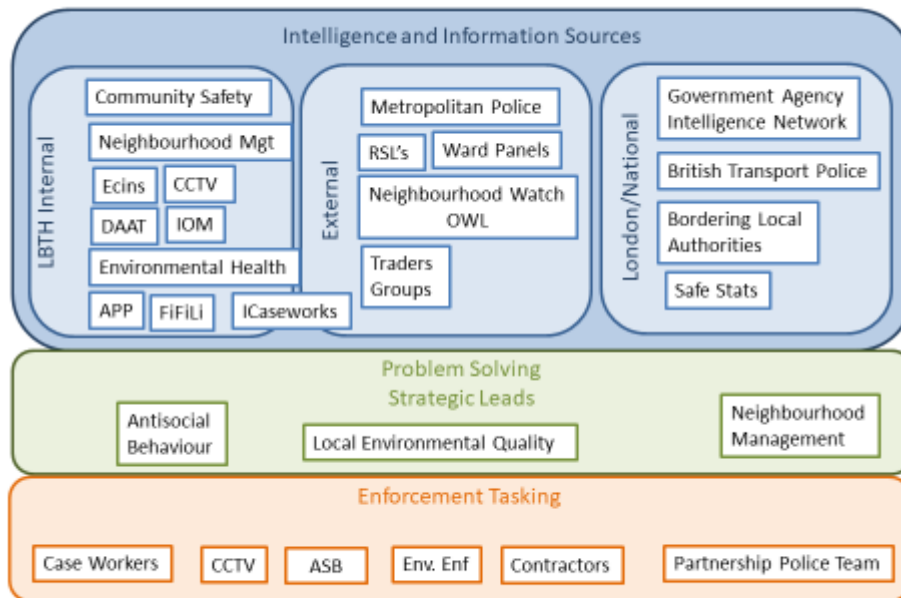 Intelligence and Information Sources
LBTH Internal
Community Safety
Neighbourhood Mgt
Ecins
CCTV
DAAT
IOM
Environmental Health
APP
FiFiLi
ICaseworks
External
Metropolitan Police
RSL's
Ward Panels
Neighbourhood Watch
OWL
Traders
Groups
London/National
Government Agency
Intelligence Network
British Transport Police
Bordering Local
Authorities
Safe Stats
Problem Solving
Strategic Leads
Antisocial
Behaviour
Local Environmental Quality
Neighbourhood
Management
Enforcement Tasking
Case Workers
CCTV
ASB
Env. Enf
Contractors
Partnership Police Team